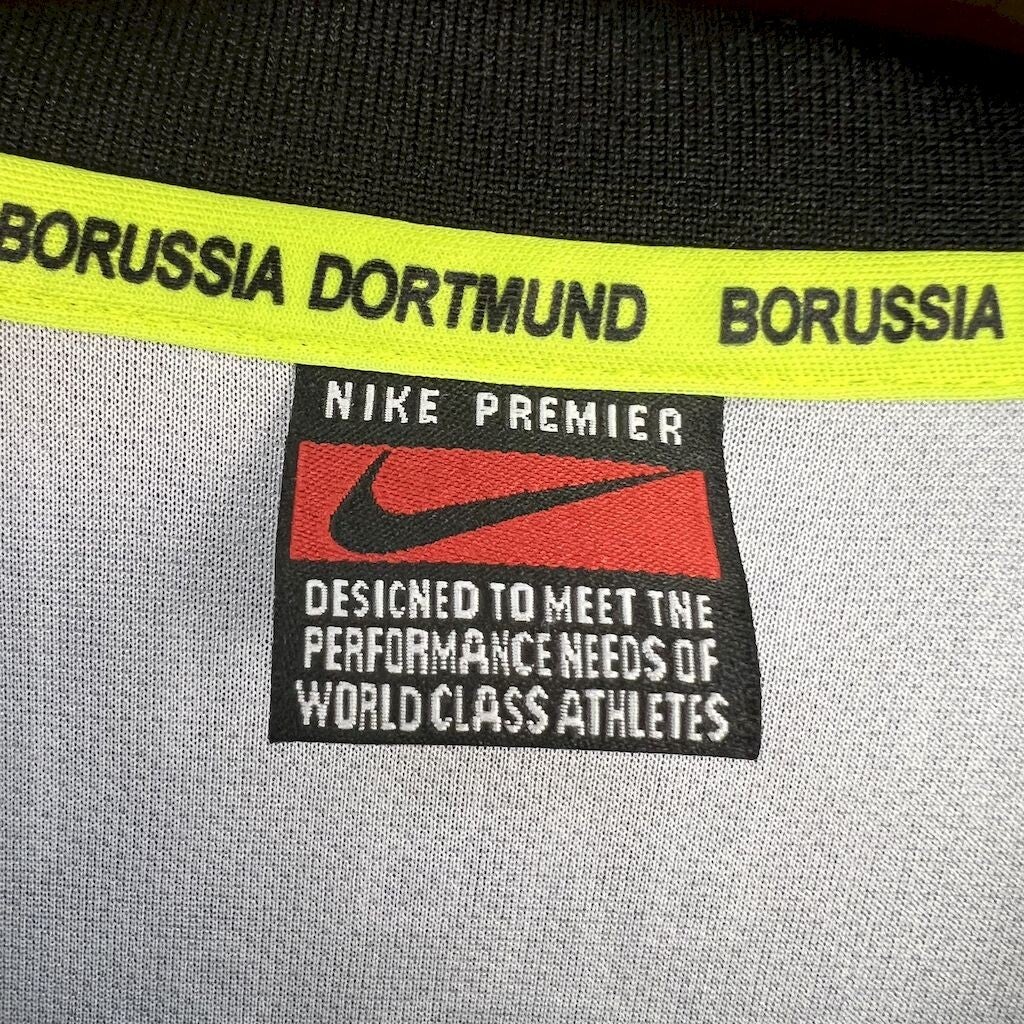 BORUSSIA DORTMUND BORUSSIA
NIKE PREMIER
DESICNED TO MEET TNE
PERFORMANCE NEEDS OF
WORLD CLASS ATHLETES